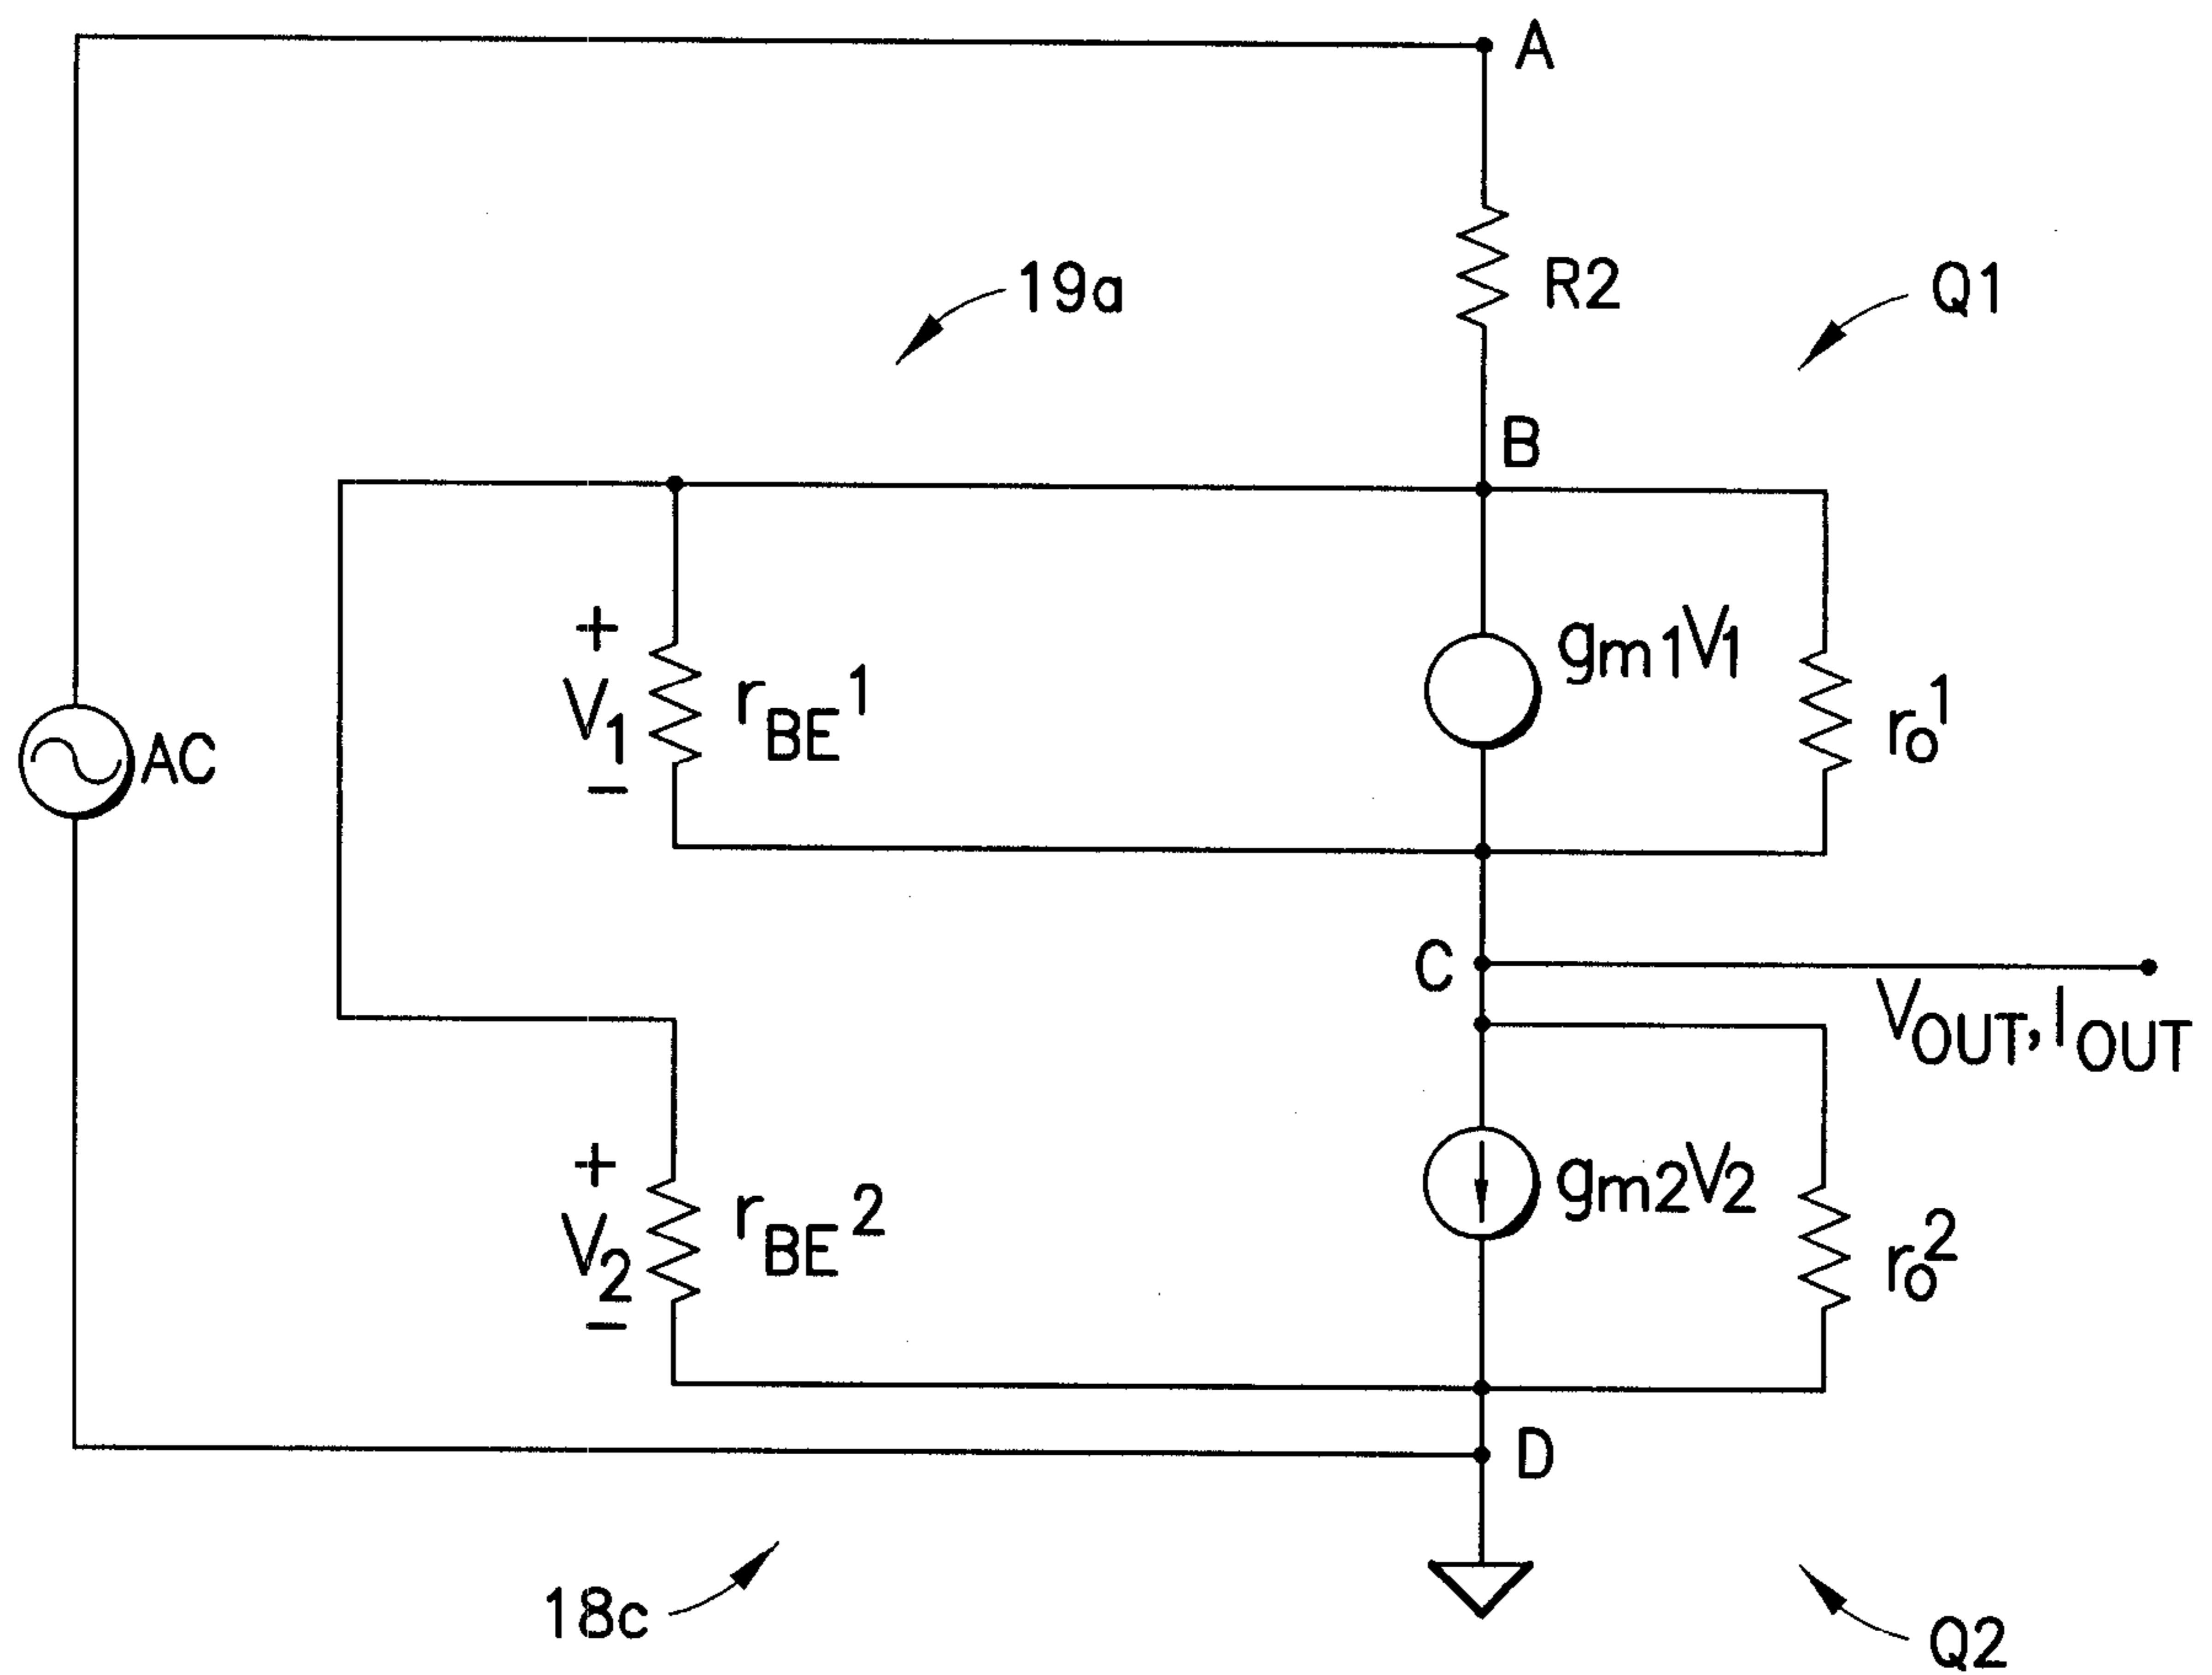 A
R2
19a
Q1
B
+
V1
−
rBE1
gm1V1
ro1
AC
C
VOUT, IOUT
+
V2
−
rBE2
gm2V2
ro2
D
18c
Q2